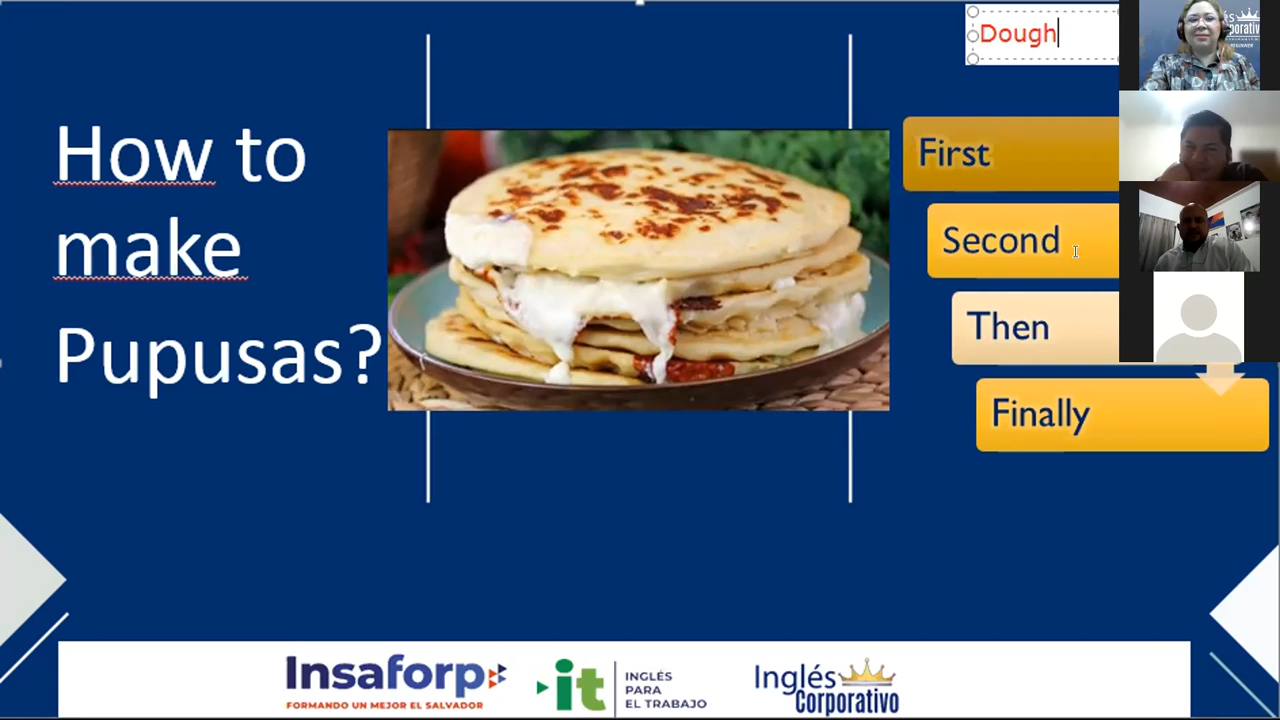 Dough
How to
make
Pupusas?
First
Second
Then
Finally
Insaforp
FORMANDO UN MEJOR EL SALVADOR
it
INGLÉS
PARA
EL TRABAJO
Inglés
Corporativo